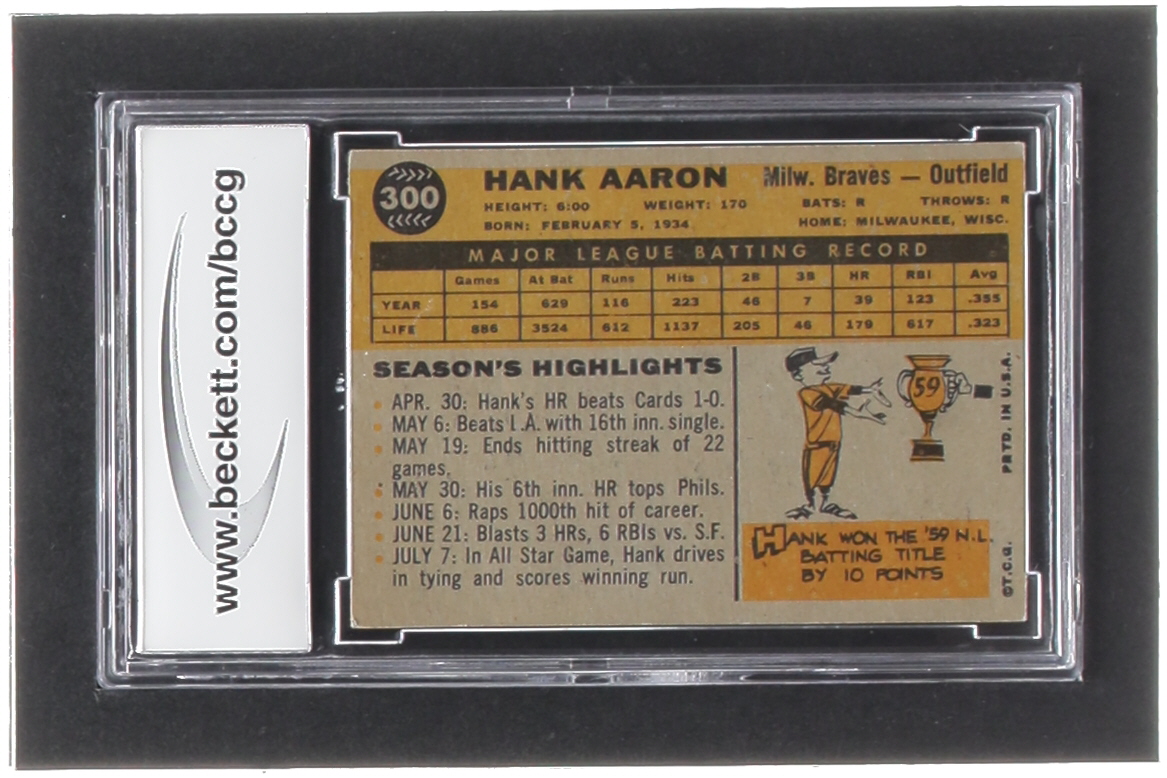 www.beckett.com/bccg
300
HANK AARON Milw. Braves — Outfield
HEIGHT: 6:00 WEIGHT: 170 BATS: R THROWS: R
BORN: FEBRUARY 5, 1934 HOME: MILWAUKEE, WISC.
MAJOR LEAGUE BATTING RECORD
Games At Bat Runs Hits 2B 3B HR RBI Avg
YEAR 154 629 116 223 46 7 39 123 .355
LIFE 886 3524 612 1137 205 46 179 617 .323
SEASON'S HIGHLIGHTS
• APR. 30: Hank's HR beats Cards 1-0.
• MAY 6: Beats L.A. with 16th inn. single.
• MAY 19: Ends hitting streak of 22
games.
• MAY 30: His 6th inn. HR tops Phils.
• JUNE 6: Raps 1000th hit of career.
• JUNE 21: Blasts 3 HRs, 6 RBIs vs. S.F.
• JULY 7: In All Star Game, Hank drives
in tying and scores winning run.
59
HANK WON THE '59 N.L.
BATTING TITLE
BY 10 POINTS
©T.C.G. PRTD. IN U.S.A.